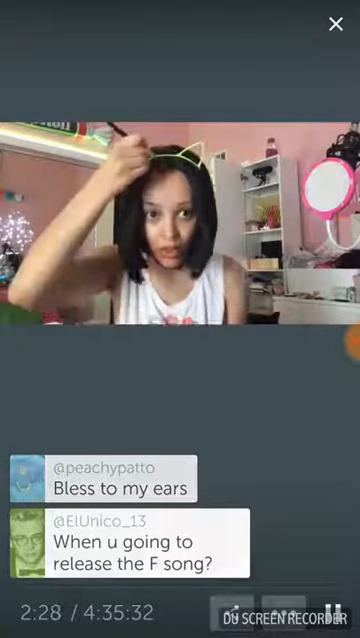 @peachypatto
Bless to my ears
@ElUnico_13
When u going to
release the F song?
2:28 / 4:35:32
DU SCREEN RECORDER